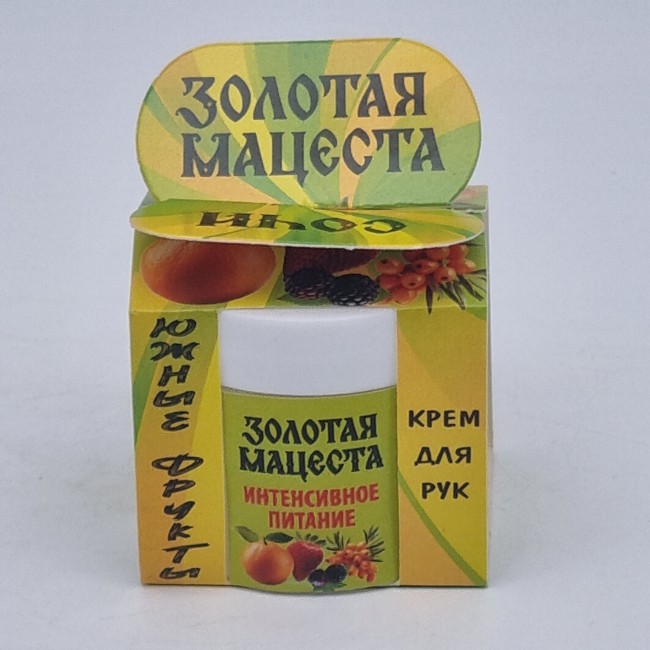 ЗОЛОТАЯ
МАЦЕСТА
СОЧИ
ЮЖНЫЕ ФРУКТЫ
ЗОЛОТАЯ
МАЦЕСТА
ИНТЕНСИВНОЕ
ПИТАНИЕ
КРЕМ
ДЛЯ
РУК